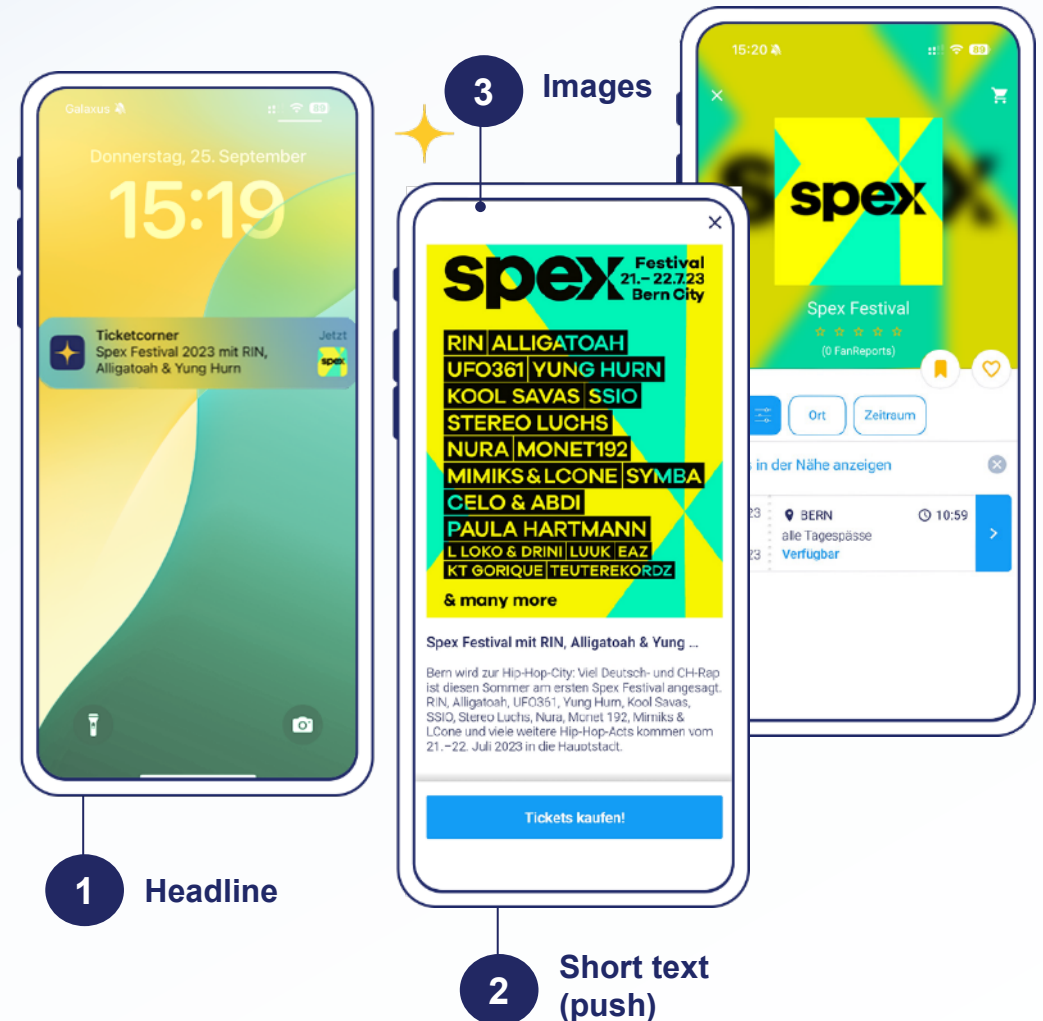 Galaxus
89
Donnerstag, 25. September
15:19
Ticketcorner
Jetzt
Spex Festival 2023 mit RIN,
Alligatoah & Yung Hurn
spex
1
Headline
3
Images
spex
Festival
21.– 22.7.23
Bern City
RIN ALLIGATOAH
UFO361 YUNG HURN
KOOL SAVAS SSIO
STEREO LUCHS
NURA MONET192
MIMIKS & LCONE SYMBA
CELO & ABDI
PAULA HARTMANN
L LOKO & DRINI LUUK EAZ
KT GORIQUE TEUTEREKORDZ
& many more
Spex Festival mit RIN, Alligatoah & Yung ...
Bern wird zur Hip-Hop-City: Viel Deutsch- und CH-Rap
ist diesen Sommer am ersten Spex Festival angesagt.
RIN, Alligatoah, UFO361, Yung Hurn, Kool Savas,
SSIO, Stereo Luchs, Nura, Monet 192, Mimiks &
LCone und viele weitere Hip-Hop-Acts kommen vom
21.–22. Juli 2023 in die Hauptstadt.
Tickets kaufen!
2
Short text
(push)
15:20
69
spex
Spex Festival
(0 FanReports)
Ort
Zeitraum
in der Nähe anzeigen
23
BERN
10:59
alle Tagespässe
23
Verfügbar